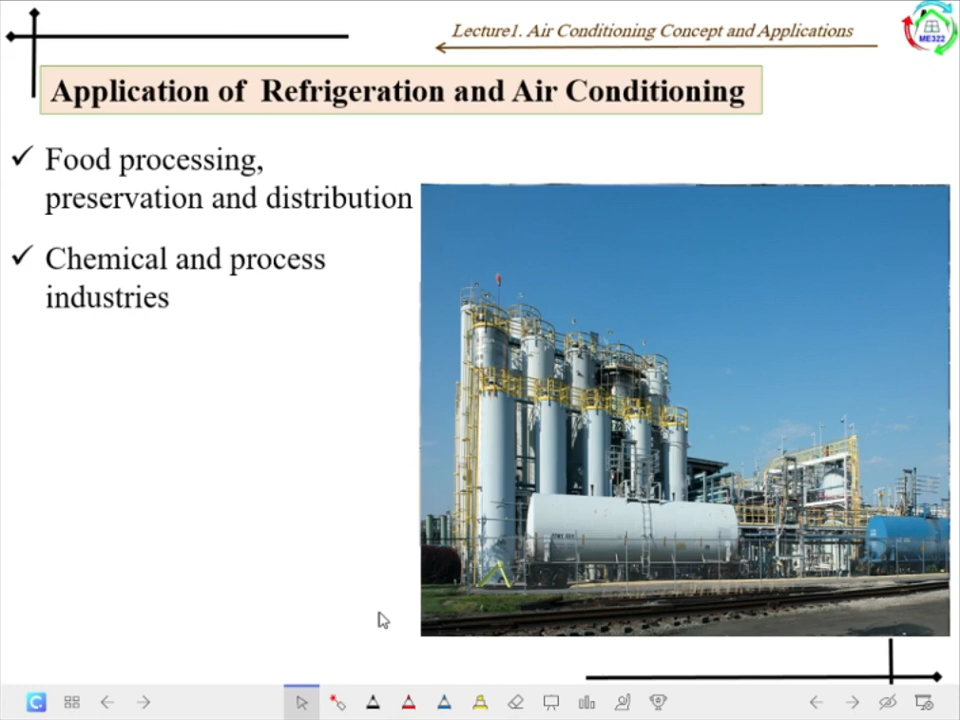 Lecture1. Air Conditioning Concept and Applications
ME322
Application of Refrigeration and Air Conditioning
✓ Food processing,
preservation and distribution
✓ Chemical and process
industries